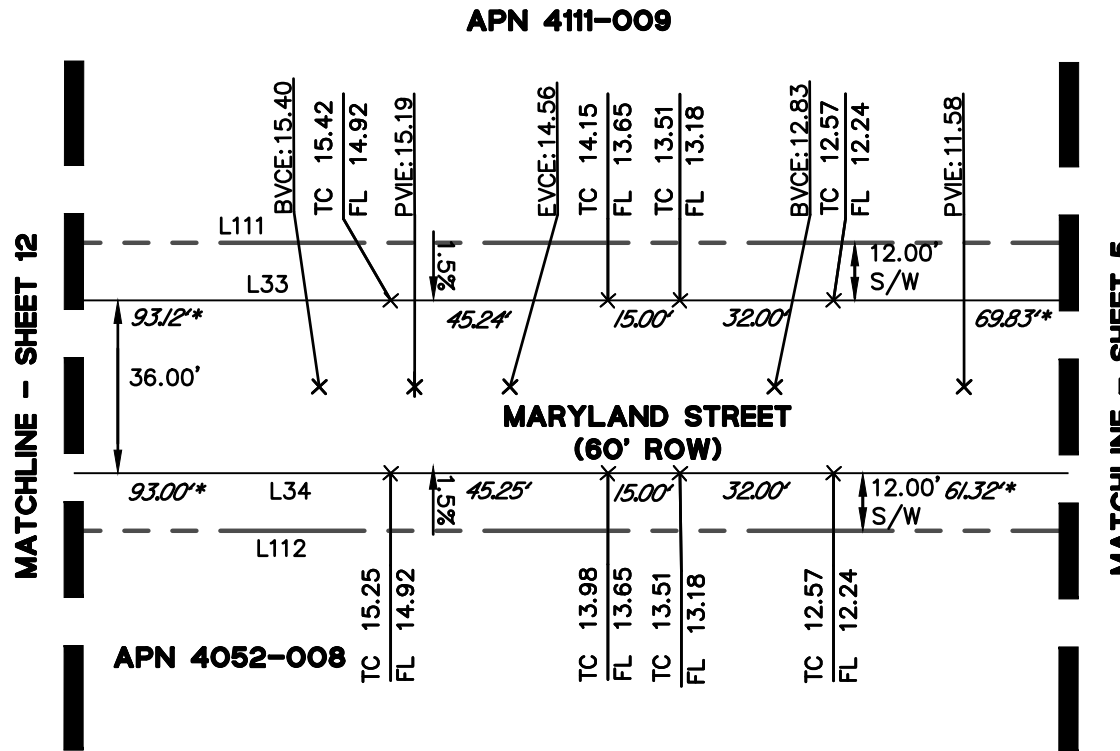 APN 4111-009
BVCE:15.40
TC 15.42
FL 14.92
PVIE:15.19
EVCE:14.56
TC 14.15
FL 13.65
TC 13.51
FL 13.18
BVCE:12.83
TC 12.57
FL 12.24
PVIE:11.58
L111
1.5%
12.00'
S/W
L33
93.12'*
45.24'
15.00'
32.00'
69.83'*
MATCHLINE - SHEET 12
36.00'
MARYLAND STREET
(60' ROW)
93.00'*
L34
1.5%
45.25'
15.00'
32.00'
12.00'
S/W
61.32'*
L112
TC 15.25
FL 14.92
TC 13.98
FL 13.65
TC 13.51
FL 13.18
TC 12.57
FL 12.24
APN 4052-008